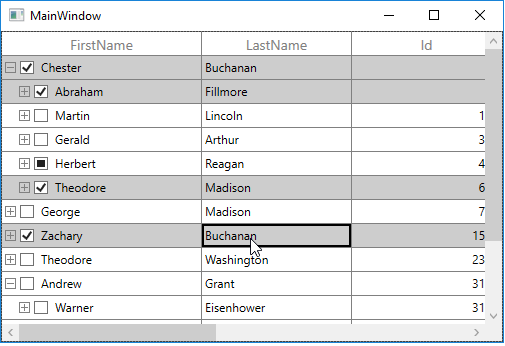 MainWindow
FirstName LastName Id
Chester Buchanan
Abraham Fillmore
Martin Lincoln 1
Gerald Arthur 3
Herbert Reagan 4
Theodore Madison 6
George Madison 7
Zachary Buchanan 15
Theodore Washington 23
Andrew Grant 31
Warner Eisenhower 31